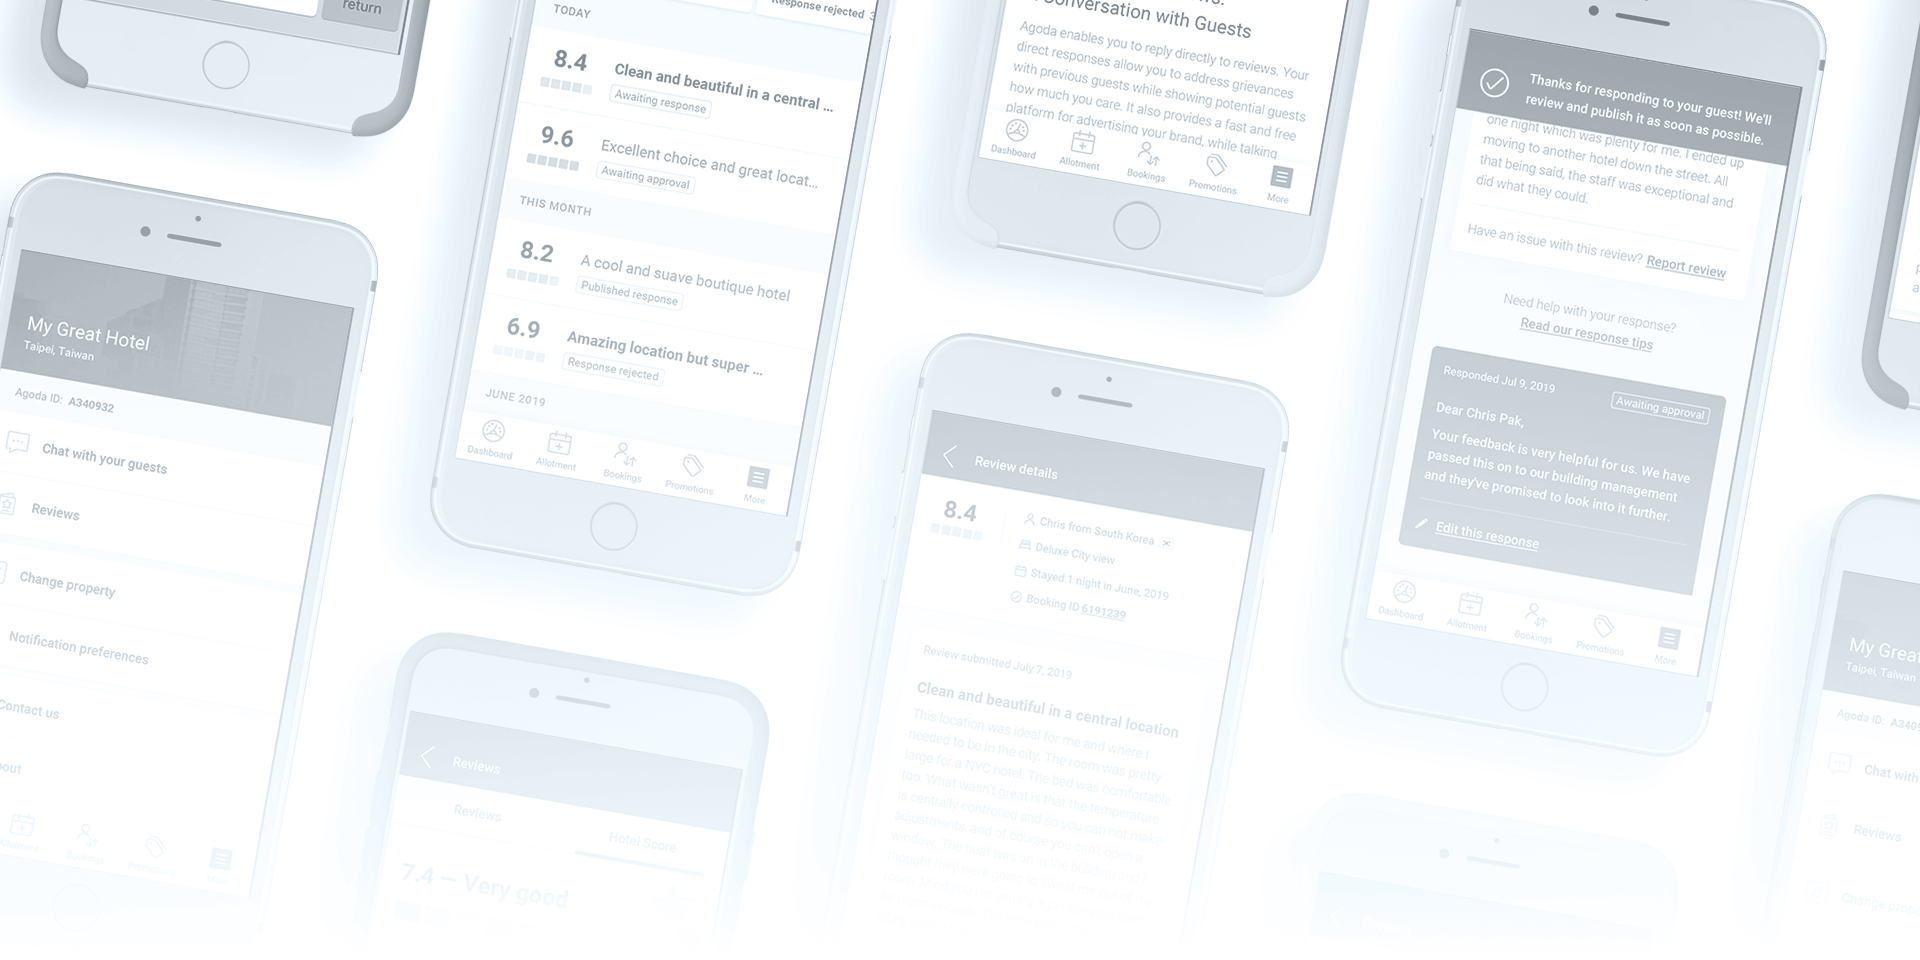 return
My Great Hotel
Taipei, Taiwan
Agoda ID: A340932
Chat with your guests
Reviews
Change property
Notification preferences
Contact us
bout
Allotment
Bookings
Promotions
More
Response rejected 3
TODAY
8.4
Clean and beautiful in a central ...
Awaiting response
9.6
Excellent choice and great locat...
Awaiting approval
THIS MONTH
8.2
A cool and suave boutique hotel
Published response
6.9
Amazing location but super ...
Response rejected
JUNE 2019
Dashboard
Allotment
Bookings
Promotions
More
Reviews
Reviews
Hotel Score
7.4 — Very good
Conversation with Guests
Agoda enables you to reply directly to reviews. Your
direct responses allow you to address grievances
with previous guests while showing potential guests
how much you care. It also provides a fast and free
platform for advertising your brand, while talking
Dashboard
Allotment
Bookings
Promotions
More
Review details
8.4
Chris from South Korea
Deluxe City view
Stayed 1 night in June, 2019
Booking ID 6191239
Review submitted July 7, 2019
Clean and beautiful in a central location
This location was ideal for me and where I
needed to be in the city. The room was pretty
large for a NYC hotel. The bed was comfortable
too. What wasn't great is that the temperature
is centrally controlled and so you can not make
adjustments, and of course you can't open a
window. The heat was on in the building and I
thought they were going to
Thanks for responding to your guest! We'll
review and publish it as soon as possible.
one night which was plenty for me. I ended up
moving to another hotel down the street. All
that being said, the staff was exceptional and
did what they could.
Have an issue with this review? Report review
Need help with your response?
Read our response tips
Responded Jul 9, 2019
Awaiting approval
Dear Chris Pak,
Your feedback is very helpful for us. We have
passed this on to our building management
and they've promised to look into it further.
Edit this response
Dashboard
Allotment
Bookings
Promotions
More
My Great
Taipei, Taiwan
Agoda ID: A3409
Chat with
Reviews
Change prope